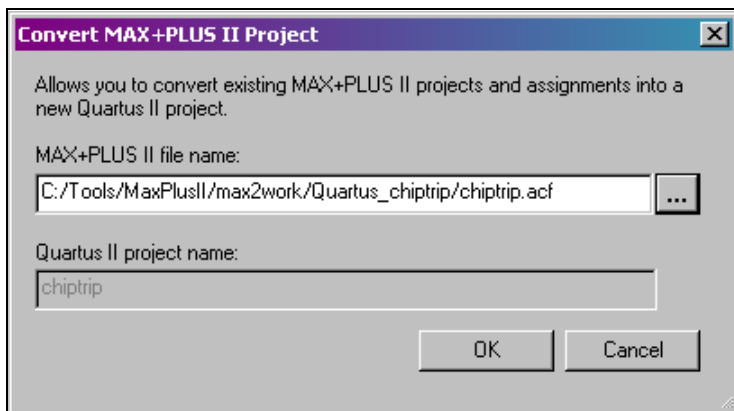 Convert MAX+PLUS II Project
Allows you to convert existing MAX+PLUS II projects and assignments into a
new Quartus II project.
MAX+PLUS II file name:
C:/Tools/MaxPlusII/max2work/Quartus_chiptrip/chiptrip.acf
...
Quartus II project name:
chiptrip
OK
Cancel